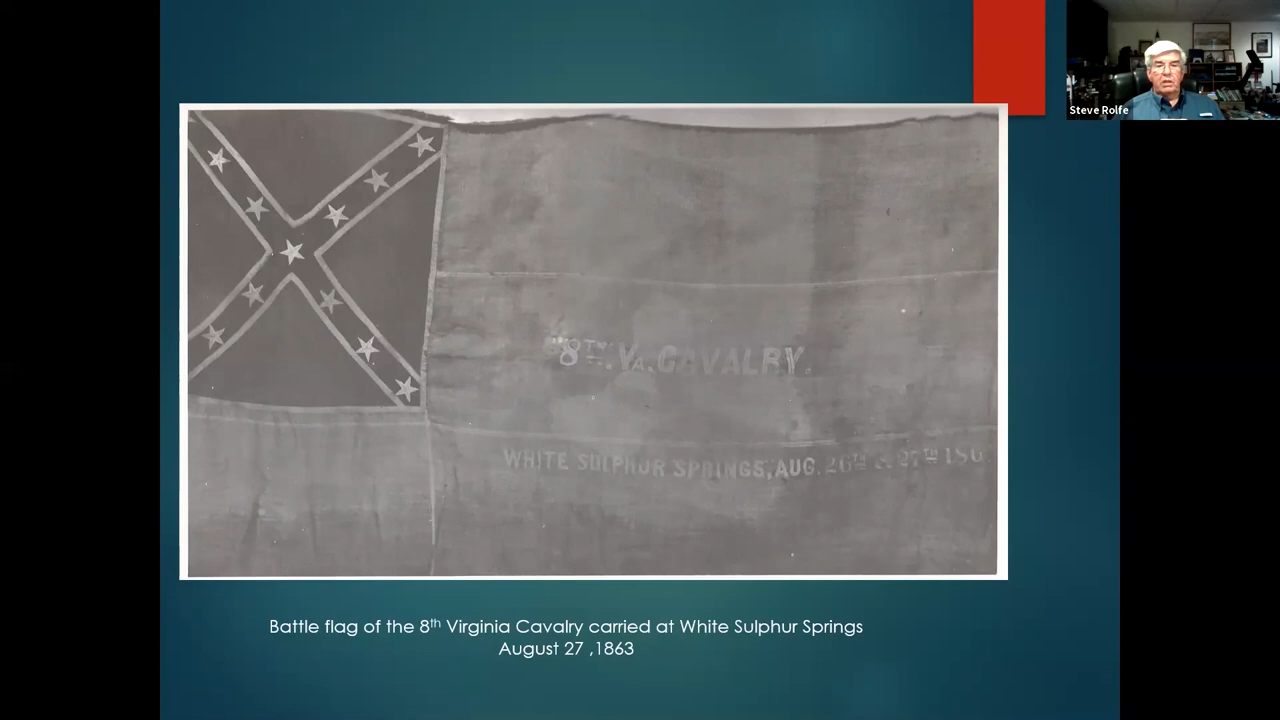 Steve Rolfe
8TH. VA. CAVALRY.
WHITE SULPHUR SPRINGS, AUG. 26TH & 27TH 186
Battle flag of the 8th Virginia Cavalry carried at White Sulphur Springs
August 27 ,1863